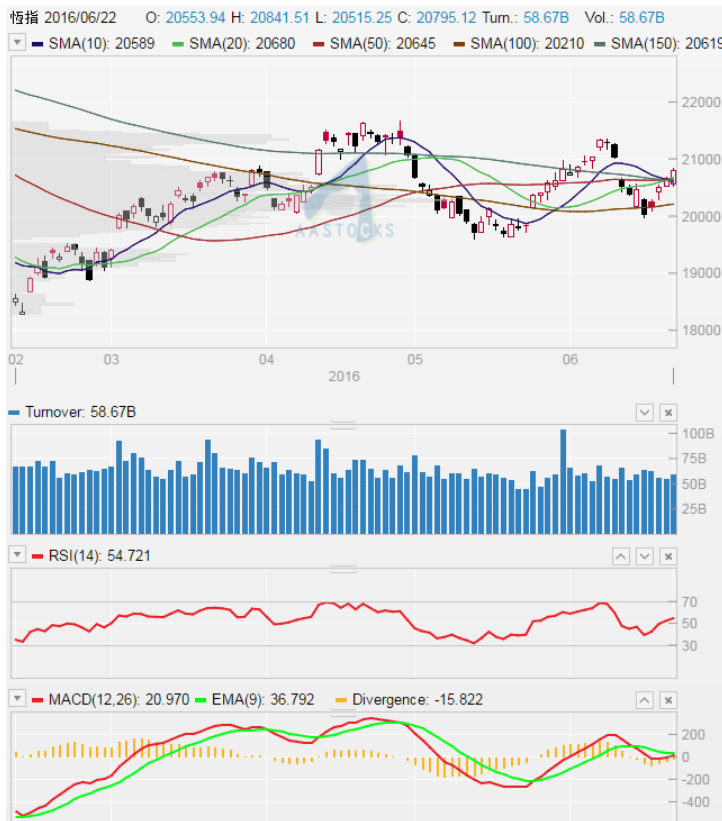 恆指 2016/06/22 O: 20553.94 H: 20841.51 L: 20515.25 C: 20795.12 Turn.: 58.67B Vol.: 58.67B
SMA(10): 20589 SMA(20): 20680 SMA(50): 20645 SMA(100): 20210 SMA(150): 20619
22000
21000
20000
19000
18000
AASTOCKS
02 03 04 05 06
2016
Turnover: 58.67B
100B
75B
50B
25B
RSI(14): 54.721
70
50
30
MACD(12,26): 20.970 EMA(9): 36.792 Divergence: -15.822
200
0
-200
-400